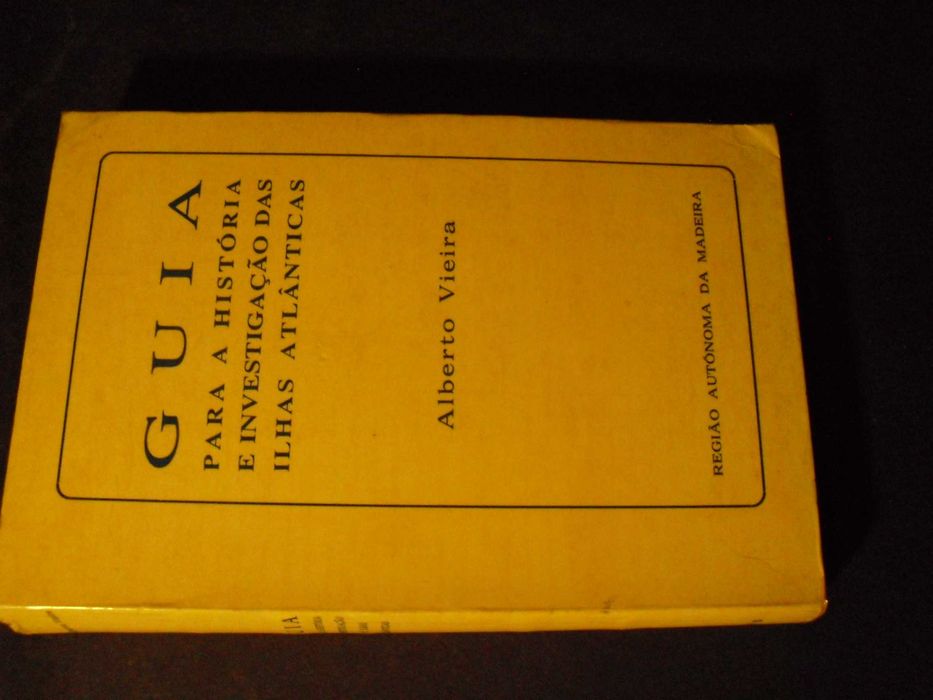 GUIA
PARA A HISTÓRIA
E INVESTIGAÇÃO DAS
ILHAS ATLÂNTICAS
Alberto Vieira
REGIÃO AUTÓNOMA DA MADEIRA